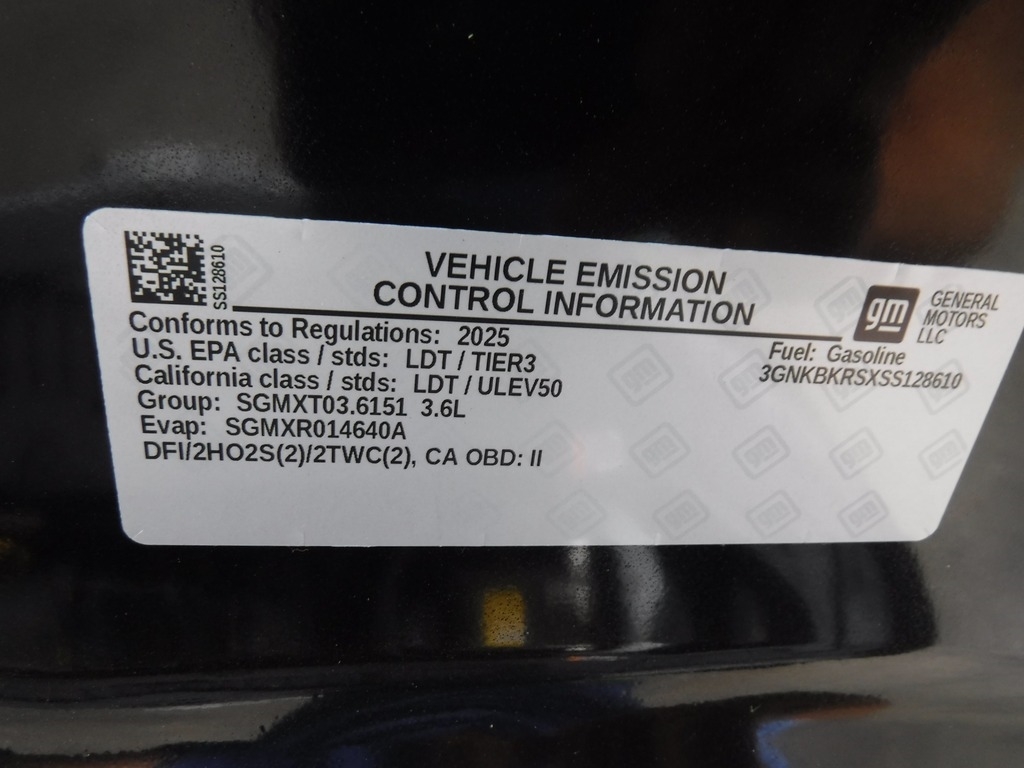 SS128610
VEHICLE EMISSION
CONTROL INFORMATION
gm
GENERAL
MOTORS
LLC
Conforms to Regulations: 2025
U.S. EPA class / stds: LDT / TIER3
California class / stds: LDT / ULEV50
Group: SGMXT03.6151 3.6L
Evap: SGMXR014640A
DFI/2HO2S(2)/2TWC(2), CA OBD: II
Fuel: Gasoline
3GNKBKRSXSS128610